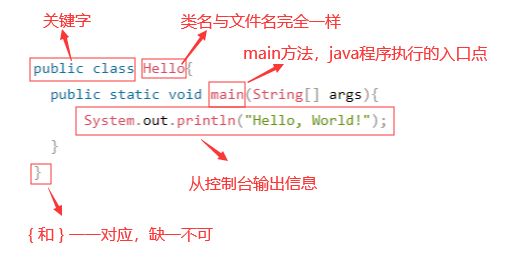 关键字
类名与文件名完全一样
main方法，java程序执行的入口点
public class Hello{
public static void main(String[] args){
System.out.println("Hello, World!");
}
}
从控制台输出信息
{ 和 } 一一对应，缺一不可